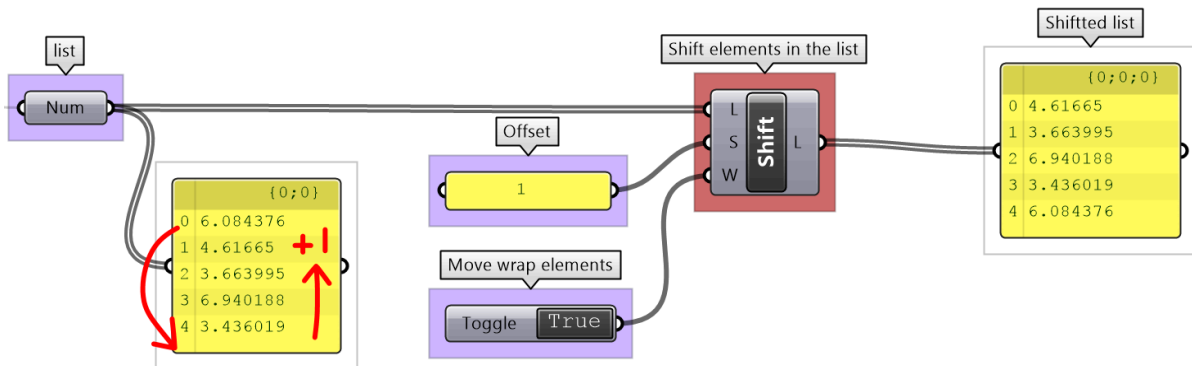 list
Num
{0;0}
0 6.084376
1 4.61665
2 3.663995
3 6.940188
4 3.436019
+1
Offset
1
Move wrap elements
Toggle True
Shift elements in the list
L
S
W
Shift
L
Shiftted list
{0;0;0}
0 4.61665
1 3.663995
2 6.940188
3 3.436019
4 6.084376